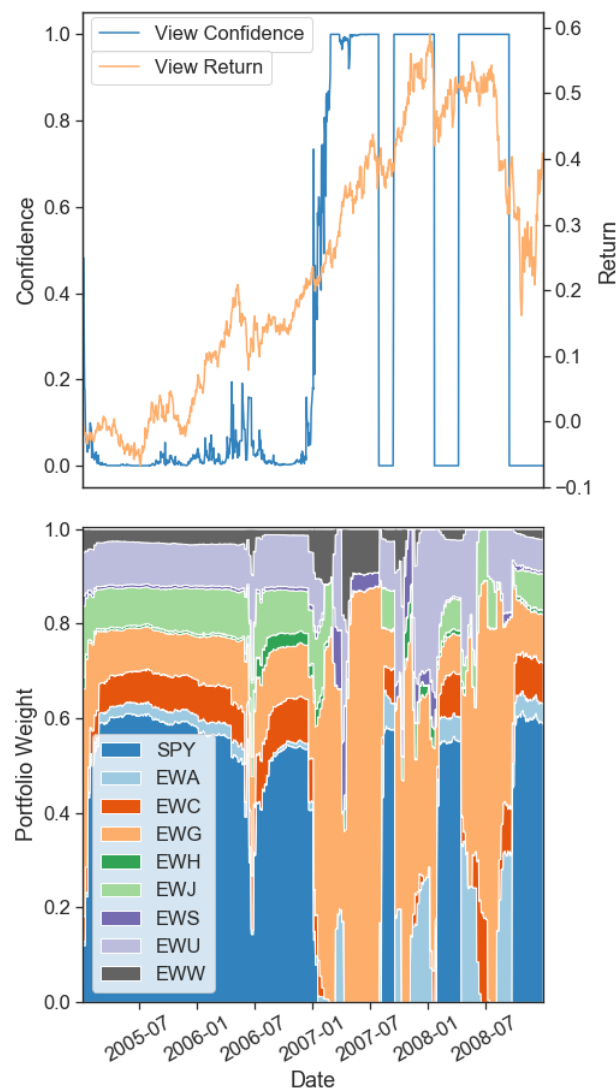 View Confidence
View Return
1.0
0.8
0.6
0.4
0.2
0.0
Confidence
0.6
0.5
0.4
0.3
0.2
0.1
0.0
−0.1
Return
1.0
0.8
0.6
0.4
0.2
0.0
Portfolio Weight
SPY
EWA
EWC
EWG
EWH
EWJ
EWS
EWU
EWW
2005-07
2006-01
2006-07
2007-01
2007-07
2008-01
2008-07
Date